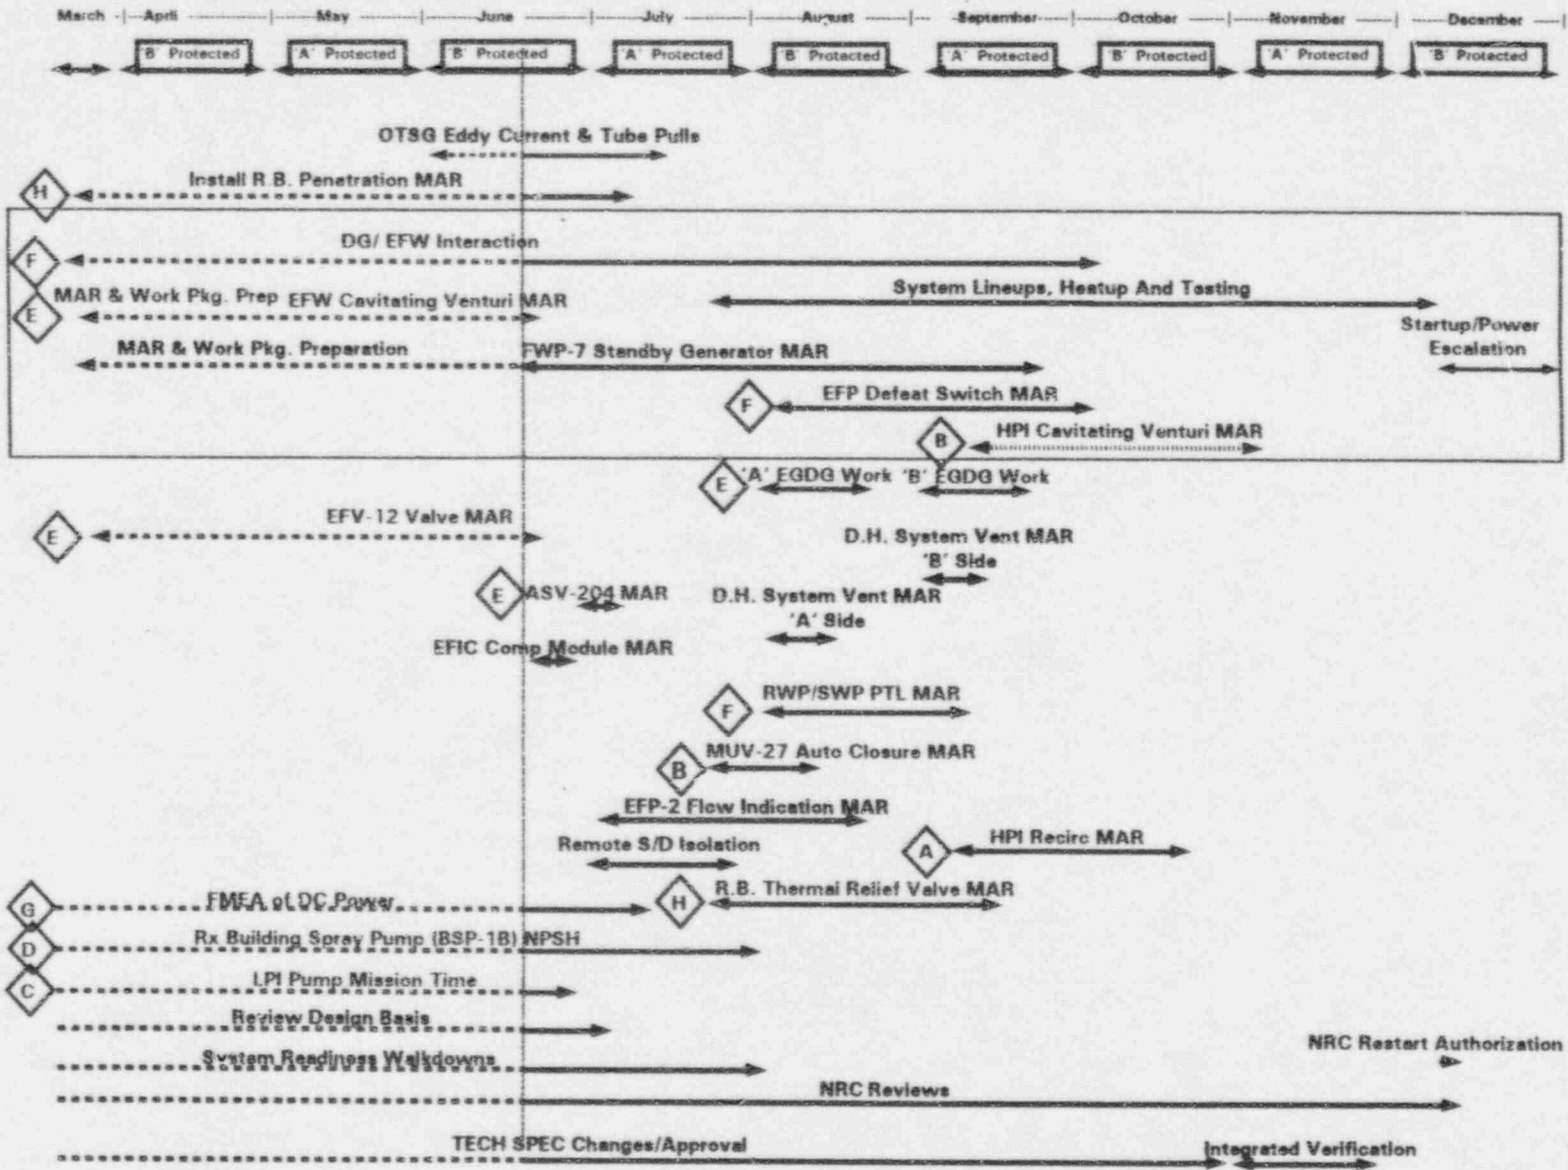 March April May June July August September October November December
'B' Protected 'A' Protected 'B' Protected 'A' Protected 'B' Protected 'A' Protected 'B' Protected 'A' Protected 'B' Protected
OTSG Eddy Current & Tube Pulls
H Install R.B. Penetration MAR
F DG/ EFW Interaction
System Lineups, Heatup And Testing
E MAR & Work Pkg. Prep EFW Cavitating Venturi MAR
Startup/Power
Escalation
MAR & Work Pkg. Preparation FWP-7 Standby Generator MAR
F EFP Defeat Switch MAR
B HPI Cavitating Venturi MAR
E 'A' EGDG Work 'B' EGDG Work
E EFV-12 Valve MAR
D.H. System Vent MAR
'B' Side
E ASV-204 MAR
D.H. System Vent MAR
'A' Side
EFIC Comp Module MAR
F RWP/SWP PTL MAR
B MUV-27 Auto Closure MAR
EFP-2 Flow Indication MAR
Remote S/D Isolation
A HPI Recirc MAR
G FMEA of DC Power
H R.B. Thermal Relief Valve MAR
D Rx Building Spray Pump (BSP-1B) NPSH
C LPI Pump Mission Time
Review Design Basis
NRC Restart Authorization
System Readiness Walkdowns
NRC Reviews
TECH SPEC Changes/Approval
Integrated Verification